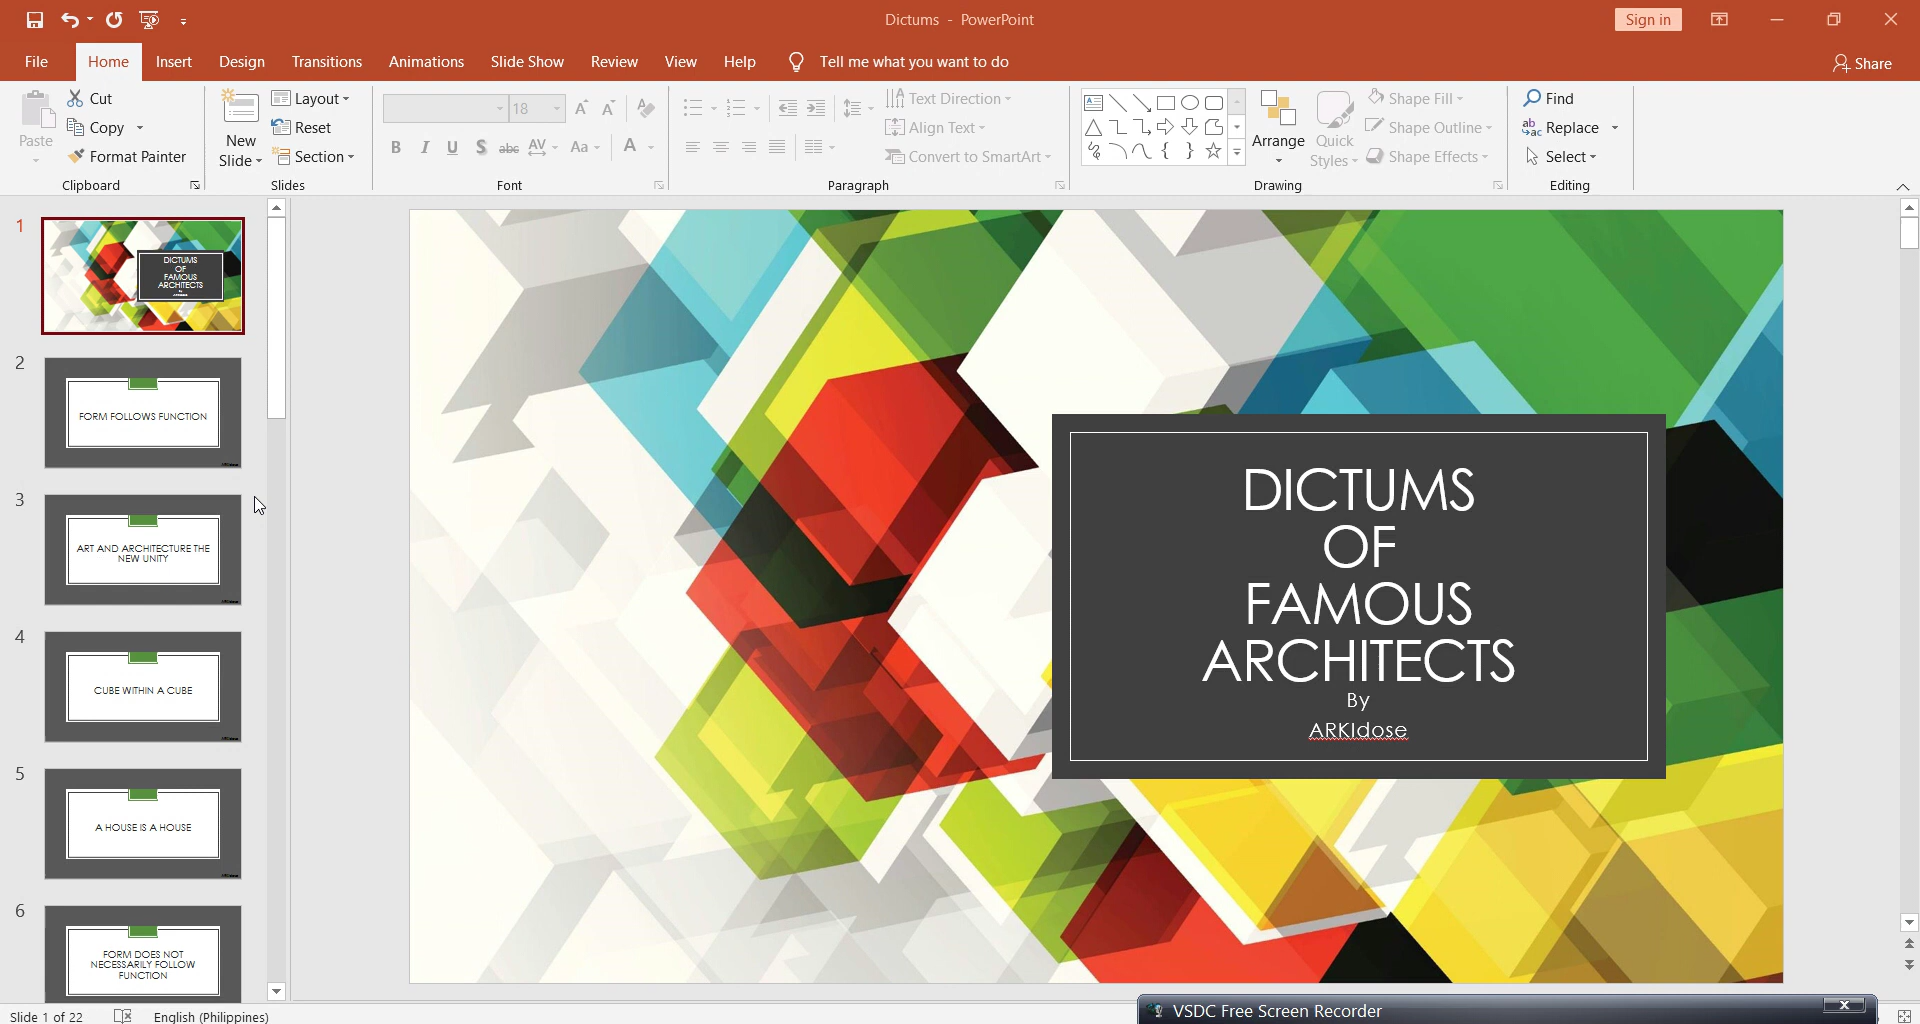 Dictums - PowerPoint
Sign in
File Home Insert Design Transitions Animations Slide Show Review View Help Tell me what you want to do Share
Paste
Cut
Copy
Format Painter
Clipboard
New Slide
Layout
Reset
Section
Slides
18
B I U S abc AV Aa A
Font
Text Direction
Align Text
Convert to SmartArt
Paragraph
Arrange
Quick Styles
Shape Fill
Shape Outline
Shape Effects
Drawing
Find
Replace
Select
Editing
1
DICTUMS
OF
FAMOUS
ARCHITECTS
2
FORM FOLLOWS FUNCTION
3
ART AND ARCHITECTURE THE
NEW UNITY
4
CUBE WITHIN A CUBE
5
A HOUSE IS A HOUSE
6
FORM DOES NOT
NECESSARILY FOLLOW
FUNCTION
DICTUMS
OF
FAMOUS
ARCHITECTS
By
ARKIdose
Slide 1 of 22 English (Philippines)
VSDC Free Screen Recorder